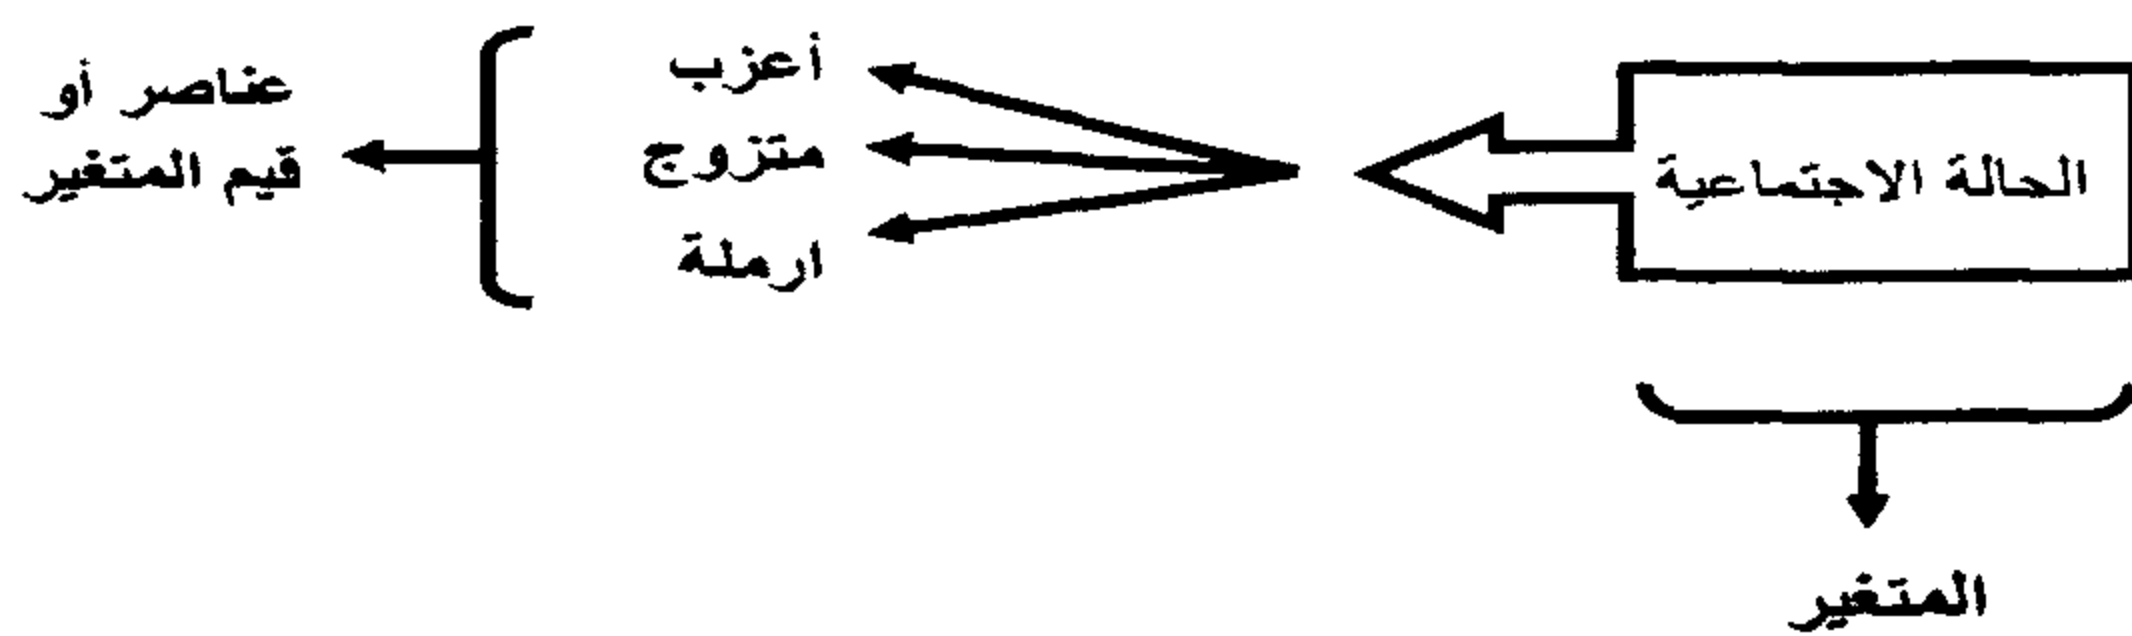 الحالة الاجتماعية
المتغير
أعزب
متزوج
ارملة
عناصر أو
قيم المتغير